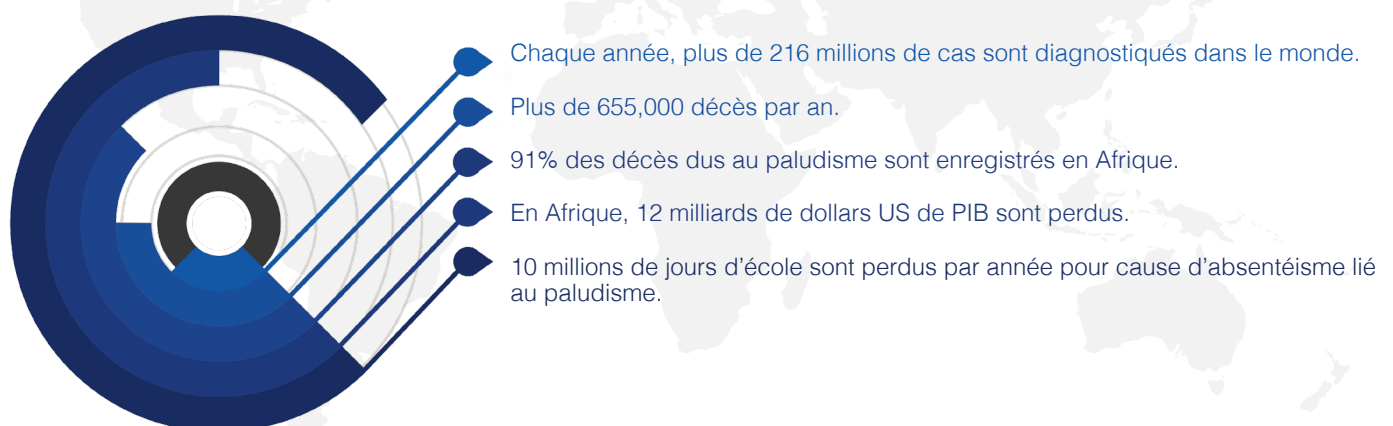 Chaque année, plus de 216 millions de cas sont diagnostiqués dans le monde.
Plus de 655,000 décès par an.
91% des décès dus au paludisme sont enregistrés en Afrique.
En Afrique, 12 milliards de dollars US de PIB sont perdus.
10 millions de jours d’école sont perdus par année pour cause d’absentéisme lié
au paludisme.